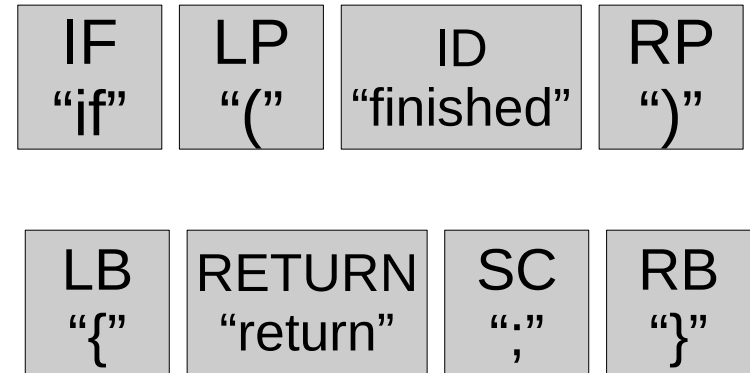 IF LP ID RP
“if” “(” “finished” “)”
LB RETURN SC RB
“{” “return” “;” “}”